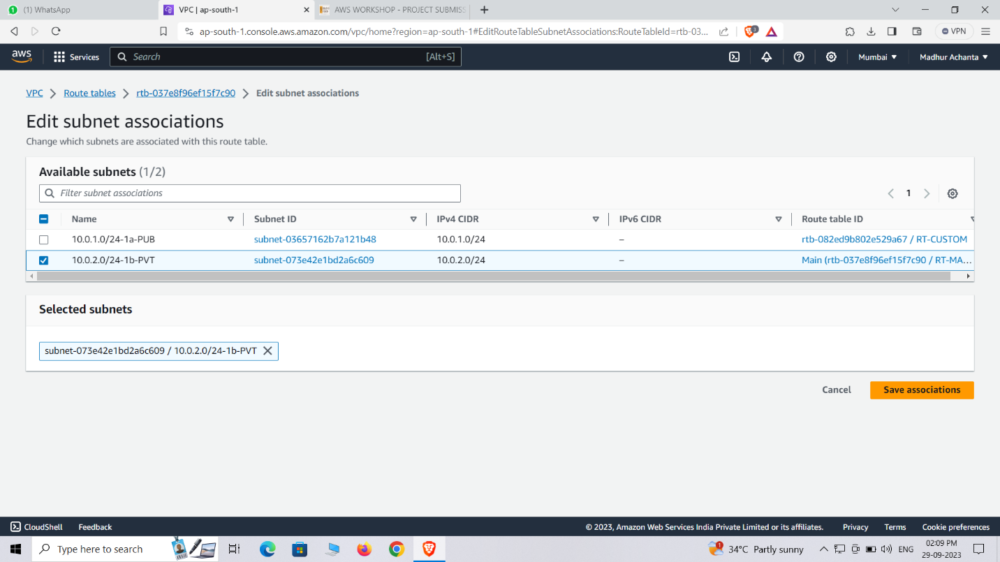 (1) WhatsApp
VPC | ap-south-1
AWS WORKSHOP - PROJECT SUBMISS
ap-south-1.console.aws.amazon.com/vpc/home?region=ap-south-1#EditRouteTableSubnetAssociations:RouteTableId=rtb-03...
3
VPN
aws
Services
Search
[Alt+S]
Mumbai
Madhur Achanta
VPC
Route tables
rtb-037e8f96ef15f7c90
Edit subnet associations
Edit subnet associations
Change which subnets are associated with this route table.
Available subnets (1/2)
Filter subnet associations
1
Name Subnet ID IPv4 CIDR IPv6 CIDR Route table ID
10.0.1.0/24-1a-PUB subnet-03657162b7a121b48 10.0.1.0/24 – rtb-082ed9b802e529a67 / RT-CUSTOM
10.0.2.0/24-1b-PVT subnet-073e42e1bd2a6c609 10.0.2.0/24 – Main (rtb-037e8f96ef15f7c90 / RT-MA...
Selected subnets
subnet-073e42e1bd2a6c609 / 10.0.2.0/24-1b-PVT
Cancel
Save associations
CloudShell
Feedback
© 2023, Amazon Web Services India Private Limited or its affiliates.
Privacy
Terms
Cookie preferences
Type here to search
1
34°C Partly sunny
ENG
02:09 PM
29-09-2023